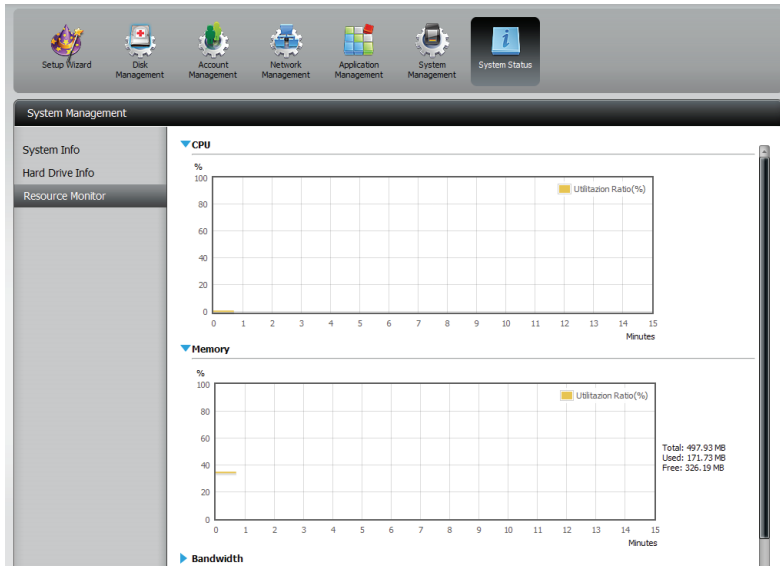 Setup Wizard
Disk
Management
Account
Management
Network
Management
Application
Management
System
Management
System Status
System Management
System Info
Hard Drive Info
Resource Monitor
CPU
%
Utilitazion Ratio(%)
100
80
60
40
20
0
0 1 2 3 4 5 6 7 8 9 10 11 12 13 14 15
Minutes
Memory
%
Utilitazion Ratio(%)
100
80
60
40
20
0
Total: 497.93 MB
Used: 171.73 MB
Free: 326.19 MB
0 1 2 3 4 5 6 7 8 9 10 11 12 13 14 15
Minutes
Bandwidth